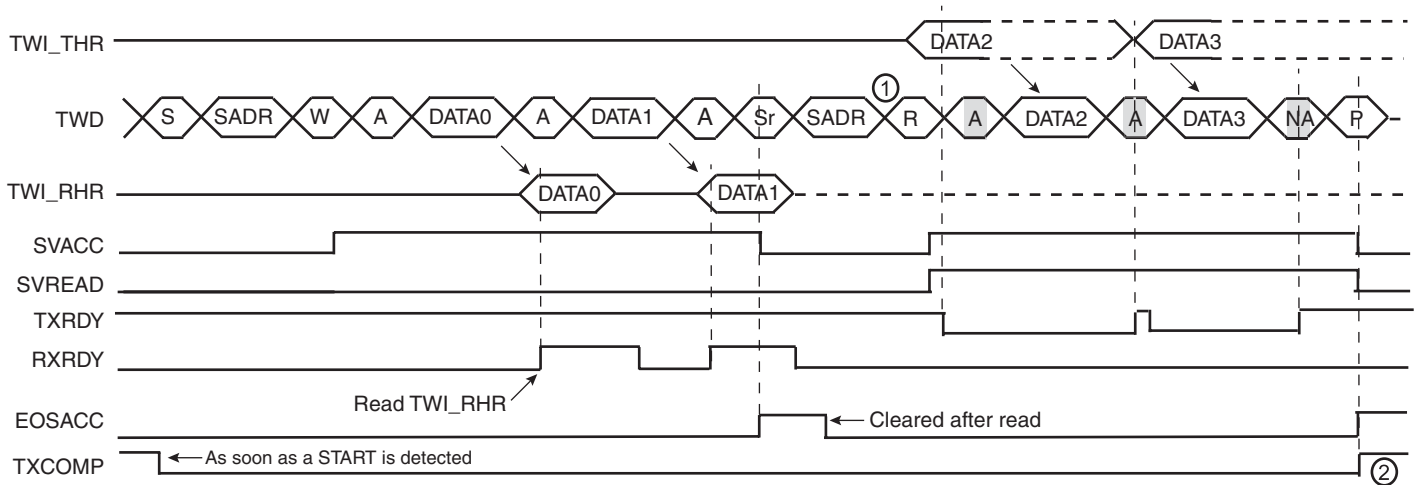 TWI_THR DATA2 DATA3
①
TWD S SADR W A DATA0 A DATA1 A Sr SADR R A DATA2 A DATA3 NA P
TWI_RHR DATA0 DATA1
SVACC
SVREAD
TXRDY
RXRDY
Read TWI_RHR
EOSACC Cleared after read
As soon as a START is detected
TXCOMP ②